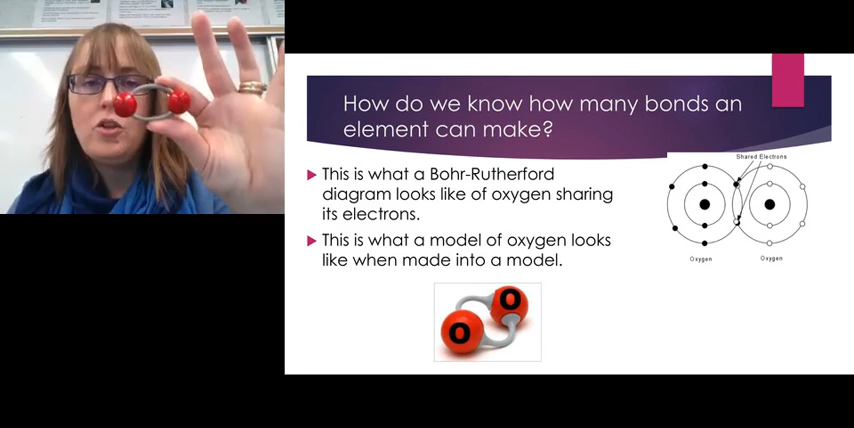 How do we know how many bonds an
element can make?
This is what a Bohr-Rutherford
diagram looks like of oxygen sharing
its electrons.
This is what a model of oxygen looks
like when made into a model.
Shared Electrons
Oxygen
Oxygen
O
O